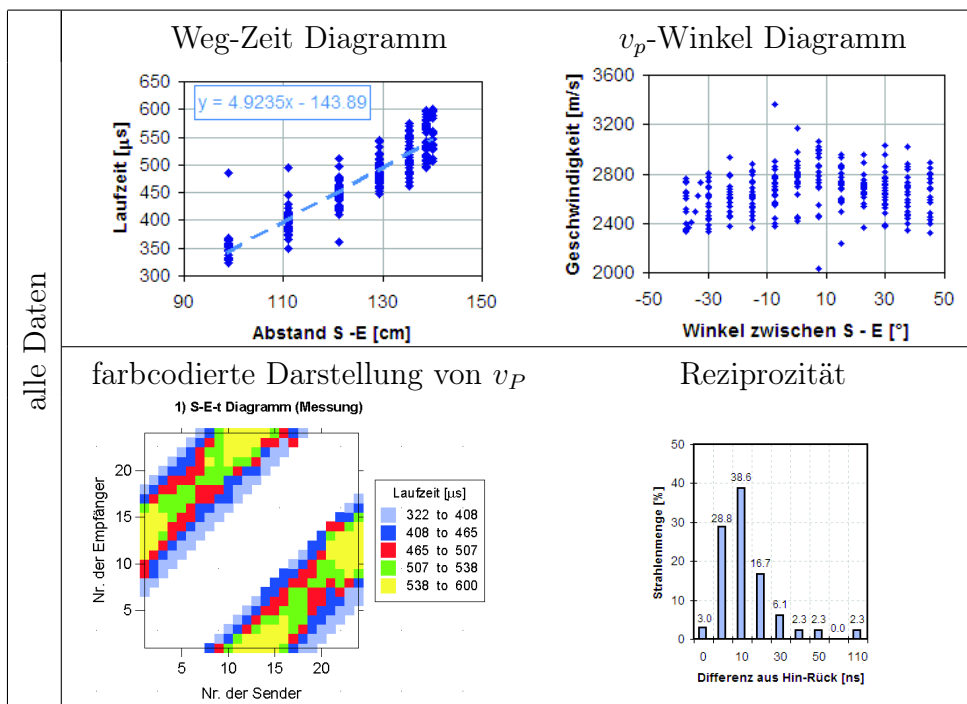 alle Daten
Weg-Zeit Diagramm
y = 4.9235x - 143.89
Laufzeit [µs]
650
600
550
500
450
400
350
300
90 110 130 150
Abstand S -E [cm]
v_p-Winkel Diagramm
Geschwindigkeit [m/s]
3600
3200
2800
2400
2000
-50 -30 -10 10 30 50
Winkel zwischen S - E [°]
farbcodierte Darstellung von v_P
1) S-E-t Diagramm (Messung)
Nr. der Empfänger
20
15
10
5
5 10 15 20
Nr. der Sender
Laufzeit [µs]
322 to 408
408 to 465
465 to 507
507 to 538
538 to 600
Reziprozität
Strahlenmenge [%]
50
40
30
20
10
0
3.0 28.8 38.6 16.7 6.1 2.3 2.3 0.0 2.3
0 10 30 50 110
Differenz aus Hin-Rück [ns]